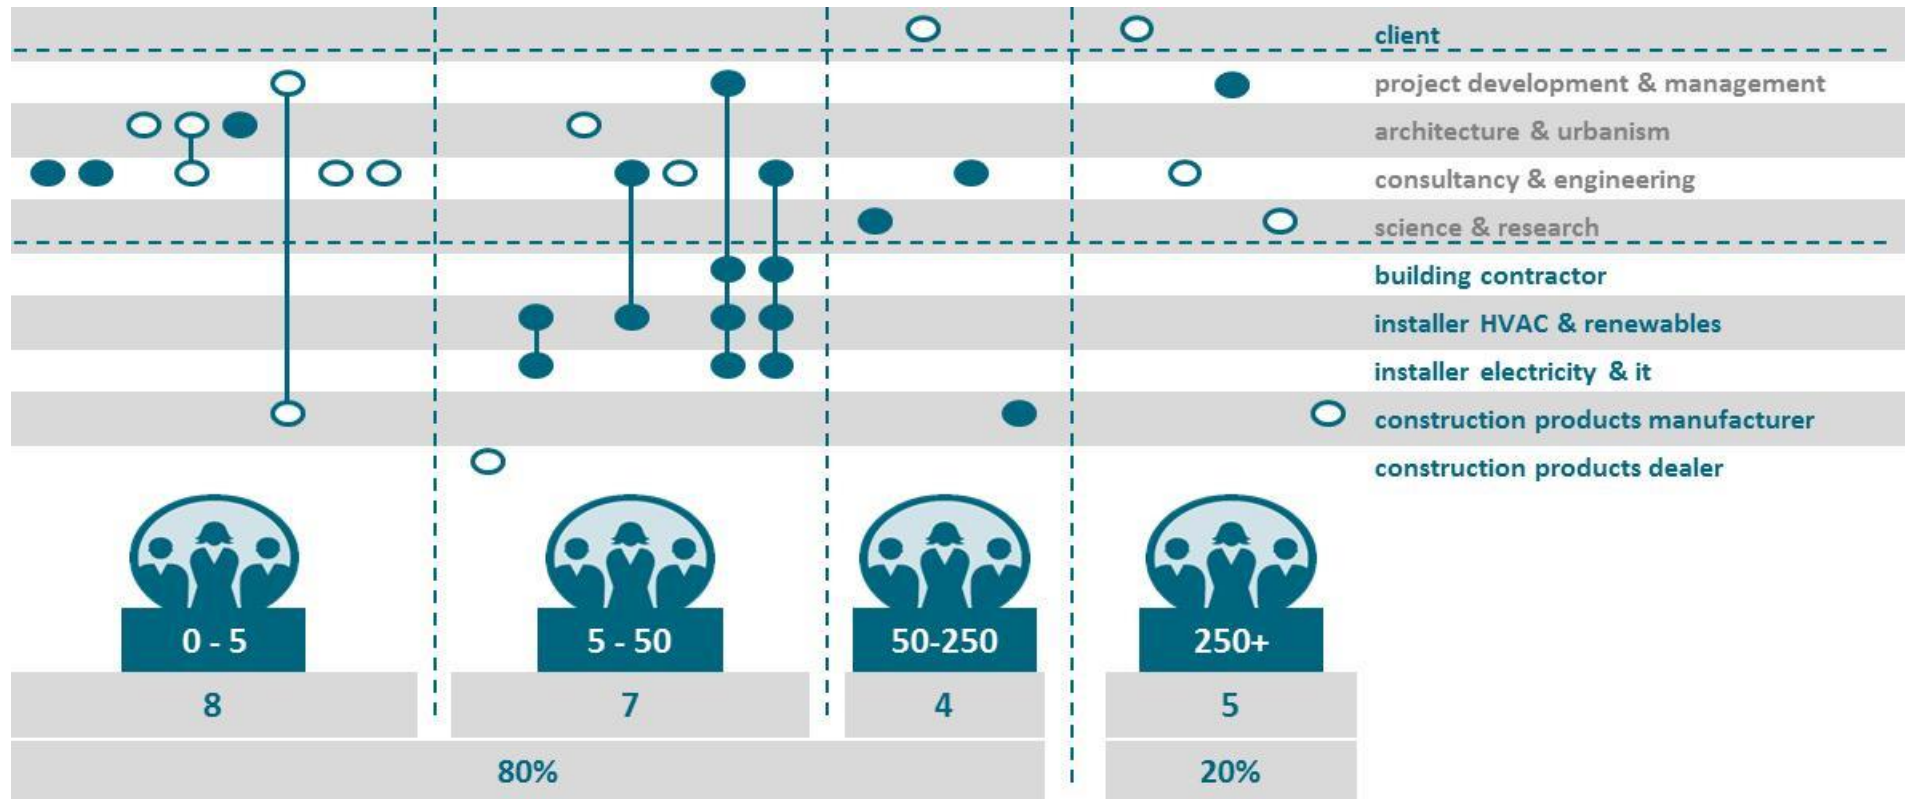 client
project development & management
architecture & urbanism
consultancy & engineering
science & research
building contractor
installer HVAC & renewables
installer electricity & it
construction products manufacturer
construction products dealer
0 - 5
5 - 50
50-250
250+
8
7
4
5
80%
20%